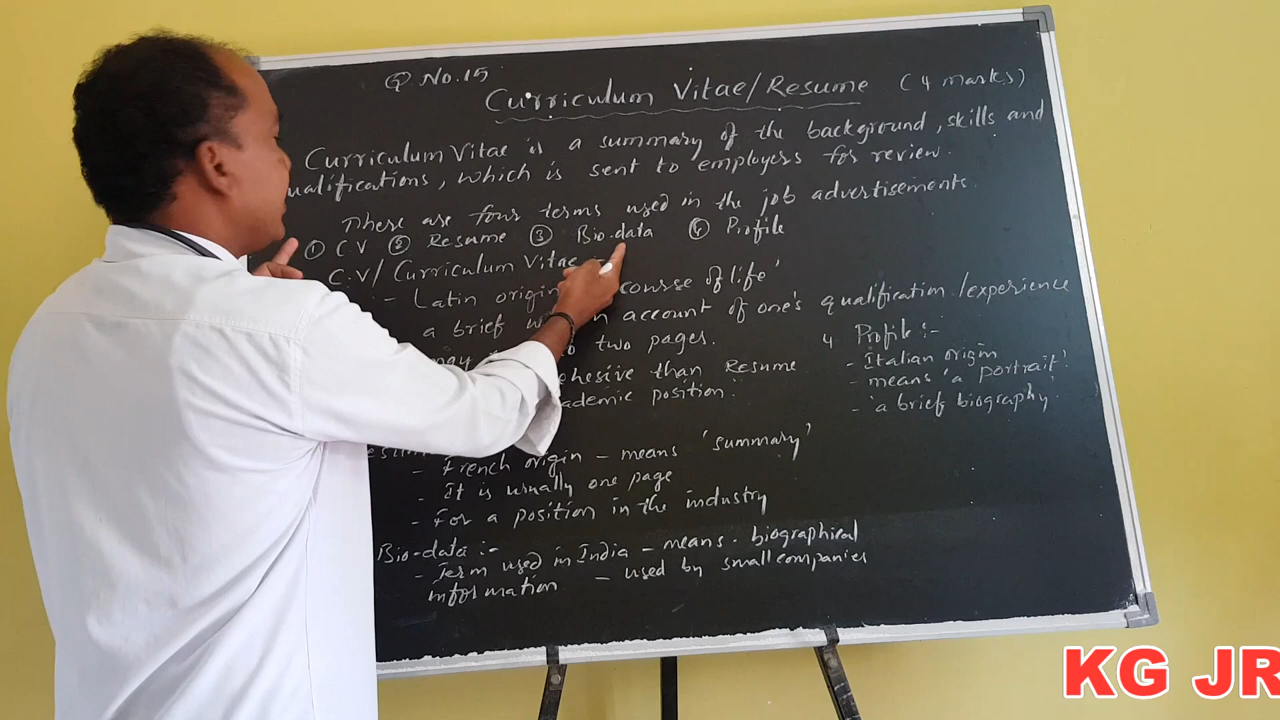 Q. No. 15
Curriculum Vitae/Resume (4 marks)
Curriculum Vitae is a summary of the background, skills and
ualifications, which is sent to employers for review.
There are four terms used in the job advertisements.
① CV ② Resume ③ Bio-data ④ Profile
C.V/Curriculum Vitae
- Latin origin course of life'
a brief account of one's qualification/experience
two pages.
hesive than Resume
ademic position.
4 Profile :-
- Italian origin
- means 'a portrait'
- 'a brief biography'
- French origin - means 'summary'
- It is usually one page
- For a position in the industry
Bio-data :-
- Term used in India - means - biographical
information - used by small companies
KG JR